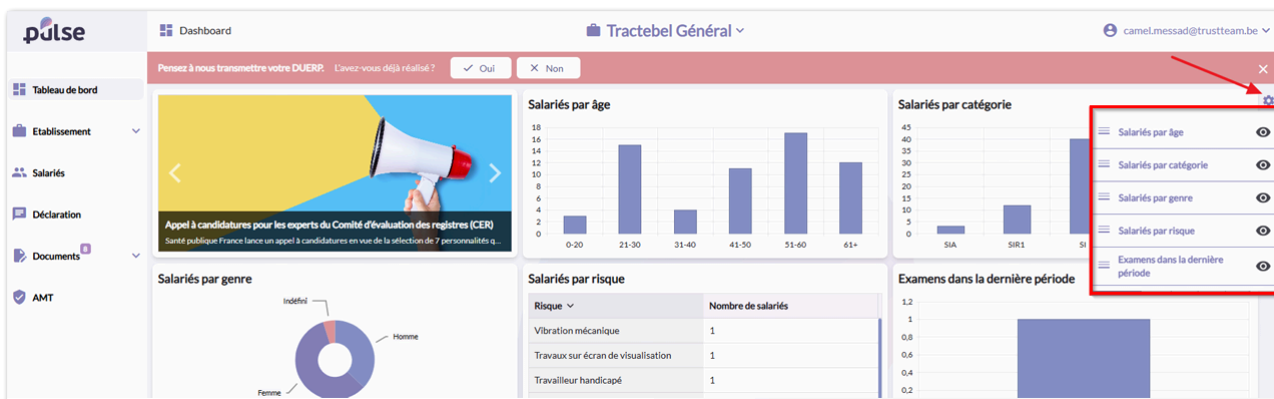 pulse
Dashboard
Tractebel Général
camel.messad@trustteam.be
Pensez à nous transmettre votre DUERP. L'avez-vous déjà réalisé ?
Oui
Non
Tableau de bord
Etablissement
Salariés
Déclaration
Documents
8
AMT
Appel à candidatures pour les experts du Comité d'évaluation des registres (CER)
Santé publique France lance un appel à candidatures en vue de la sélection de 7 personnalités q...
Salariés par âge
18
16
14
12
10
8
6
4
2
0
0-20 21-30 31-40 41-50 51-60 61+
Salariés par catégorie
45
40
35
30
25
20
15
10
5
0
SIA SIR1 SI
Salariés par âge
Salariés par catégorie
Salariés par genre
Salariés par risque
Examens dans la dernière
période
Salariés par genre
Indéfini
Homme
Femme
Salariés par risque
Risque Nombre de salariés
Vibration mécanique 1
Travaux sur écran de visualisation 1
Travailleur handicapé 1
Examens dans la dernière période
1,2
1
0,8
0,6
0,4
0,2